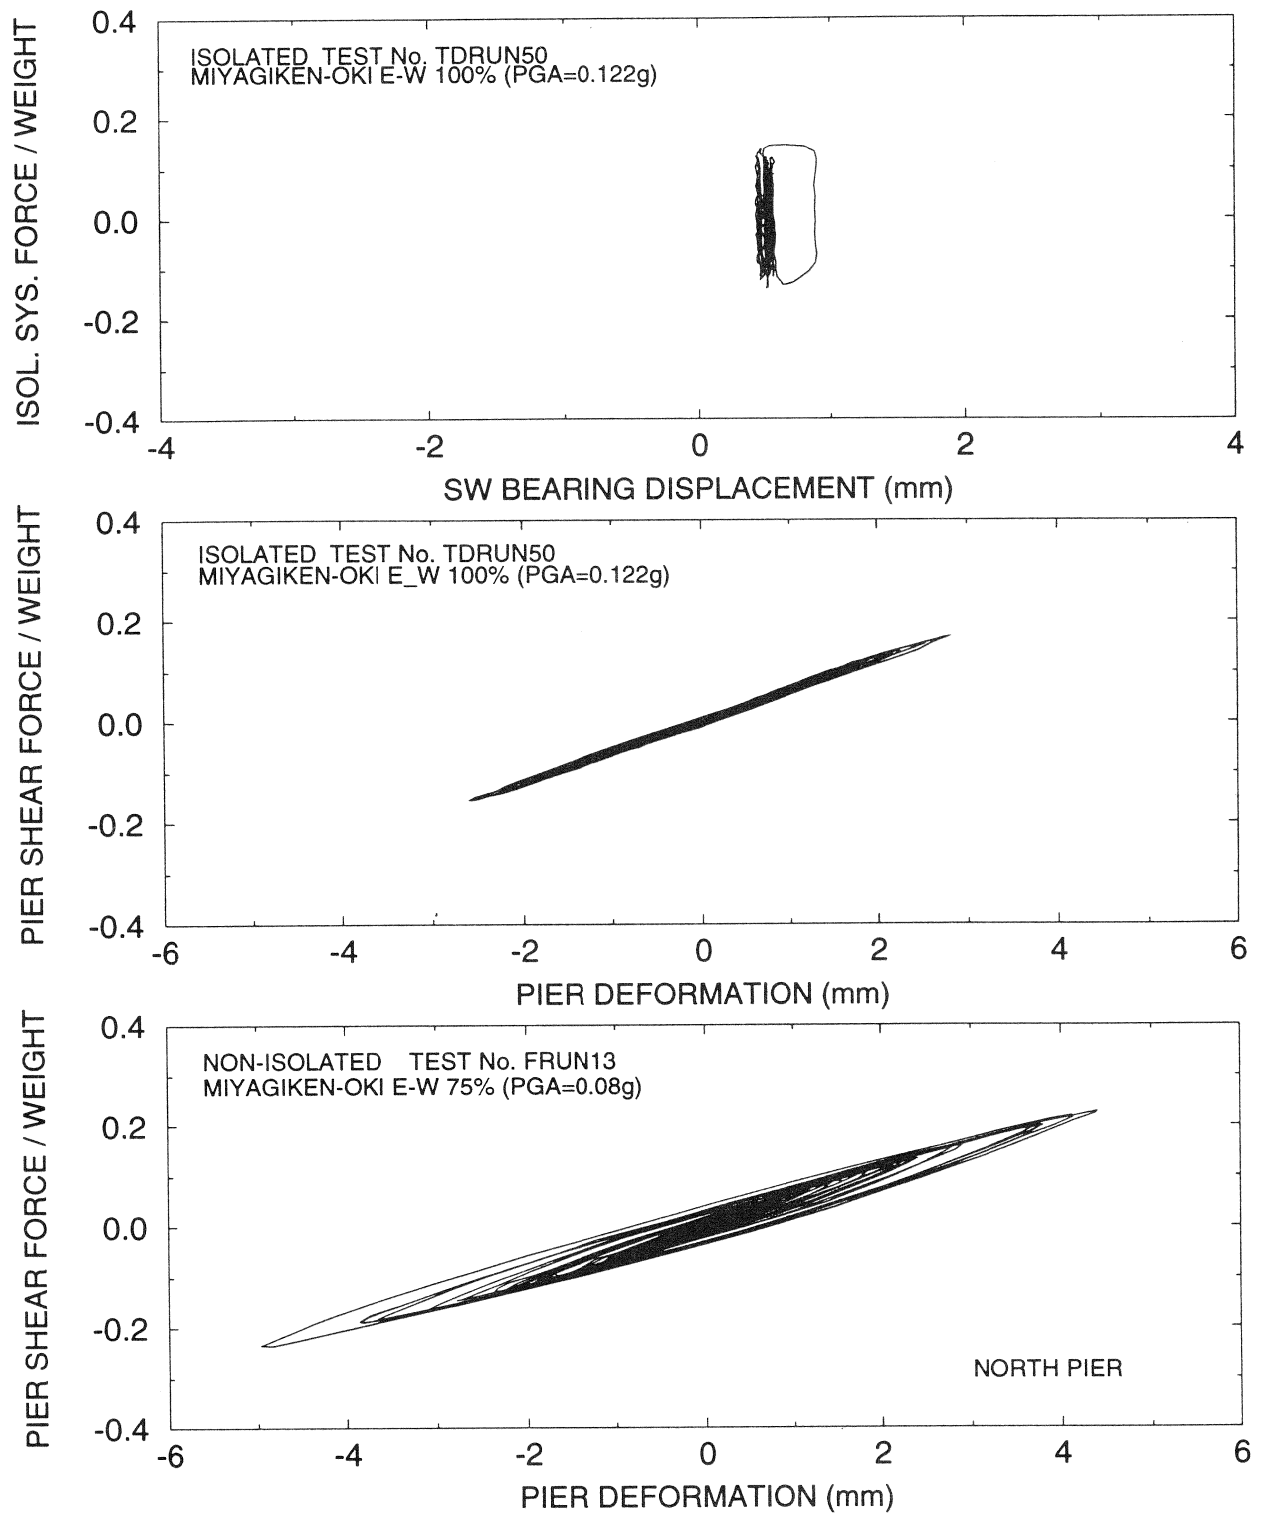 ISOL. SYS. FORCE / WEIGHT
0.4
0.2
0.0
-0.2
-0.4
ISOLATED TEST No. TDRUN50
MIYAGIKEN-OKI E-W 100% (PGA=0.122g)
-4 -2 0 2 4
SW BEARING DISPLACEMENT (mm)
PIER SHEAR FORCE / WEIGHT
0.4
0.2
0.0
-0.2
-0.4
ISOLATED TEST No. TDRUN50
MIYAGIKEN-OKI E_W 100% (PGA=0.122g)
-6 -4 -2 0 2 4 6
PIER DEFORMATION (mm)
PIER SHEAR FORCE / WEIGHT
0.4
0.2
0.0
-0.2
-0.4
NON-ISOLATED TEST No. FRUN13
MIYAGIKEN-OKI E-W 75% (PGA=0.08g)
NORTH PIER
-6 -4 -2 0 2 4 6
PIER DEFORMATION (mm)